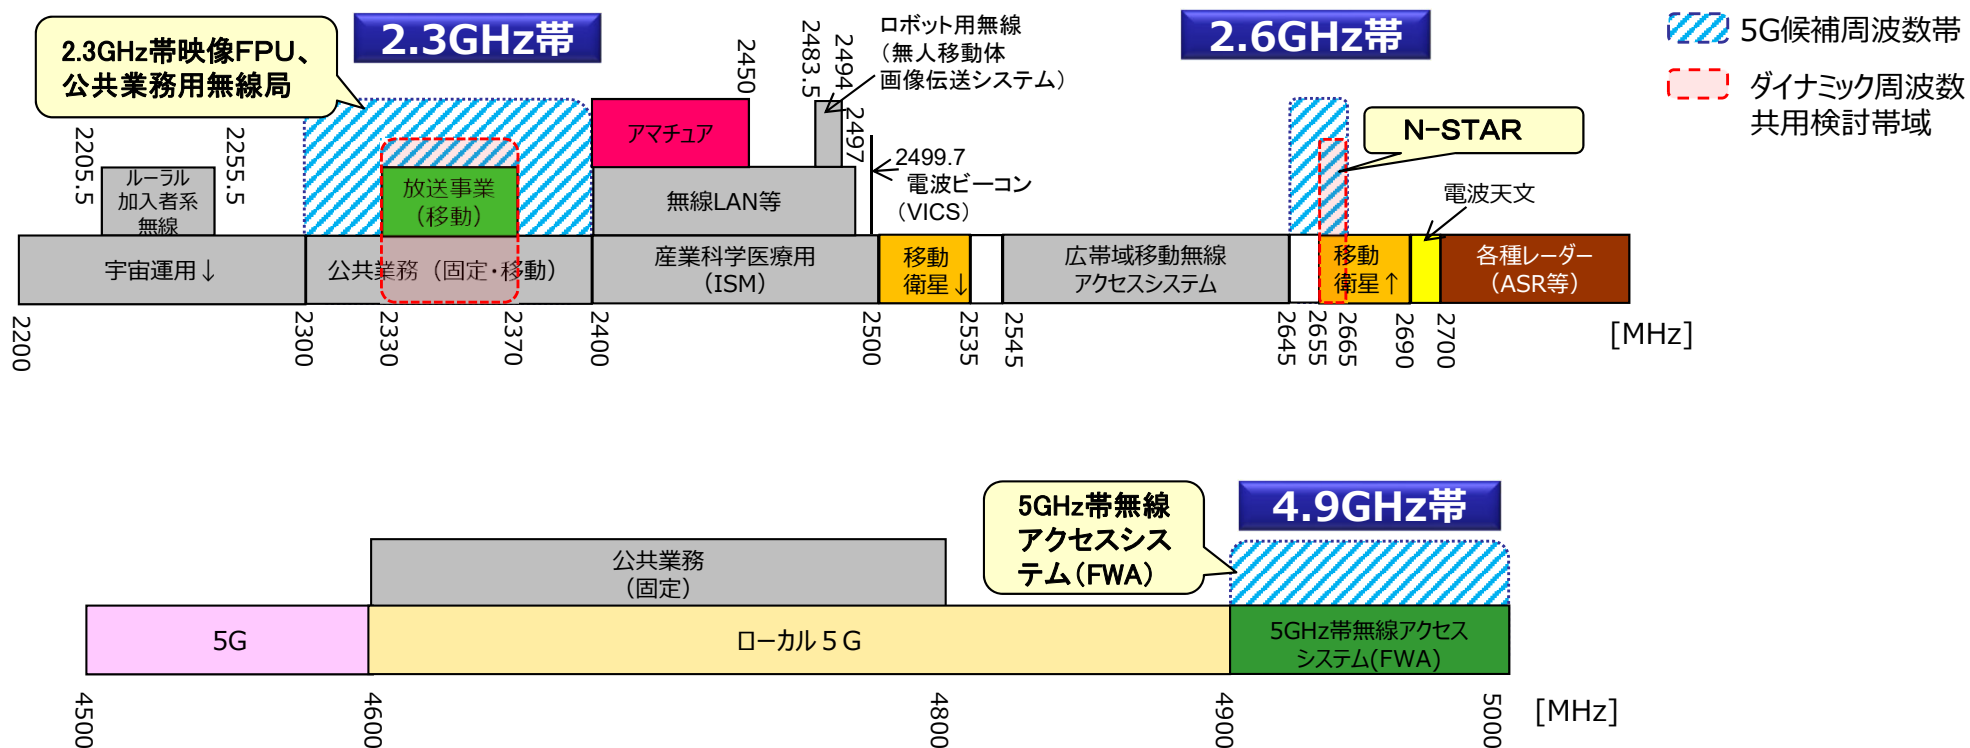 2.3GHz帯
2.6GHz帯
5G候補周波数帯
ダイナミック周波数
共用検討帯域
2.3GHz帯映像FPU、
公共業務用無線局
2205.5
2255.5
2450
2483.5
2494
2497
ロボット用無線
（無人移動体
画像伝送システム）
2499.7
電波ビーコン
（VICS）
N-STAR
電波天文
アマチュア
ルーラル
加入者系
無線
放送事業
（移動）
無線LAN等
宇宙運用↓
公共業務（固定・移動）
産業科学医療用
（ISM）
移動
衛星↓
広帯域移動無線
アクセスシステム
移動
衛星↑
各種レーダー
（ASR等）
2200
2300
2330
2370
2400
2500
2535
2545
2645
2655
2665
2690
2700
[MHz]
5GHz帯無線
アクセスシス
テム（FWA）
4.9GHz帯
公共業務
（固定）
5G
ローカル５G
5GHz帯無線アクセス
システム(FWA)
4500
4600
4800
4900
5000
[MHz]